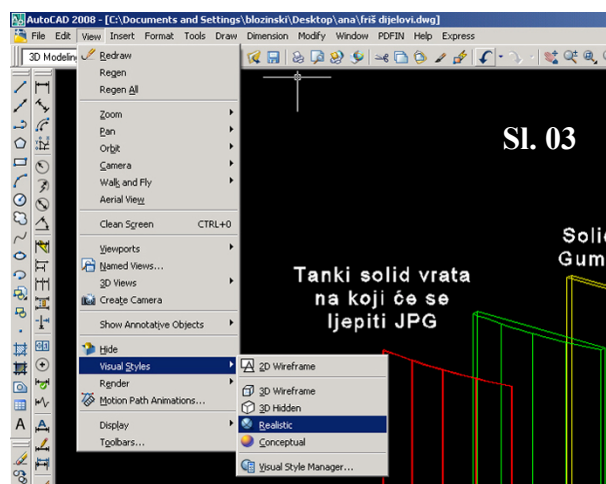 AutoCAD 2008 - [C:\Documents and Settings\blozinski\Desktop\ana\friš dijelovi.dwg]
File Edit View Insert Format Tools Draw Dimension Modify Window PDFIN Help Express
3D Modeling
Redraw
Regen
Regen All
Zoom
Pan
Orbit
Camera
Walk and Fly
Aerial View
Clean Screen CTRL+0
Viewports
Named Views...
3D Views
Create Camera
Show Annotative Objects
Hide
Visual Styles
Render
Motion Path Animations...
Display
Toolbars...
2D Wireframe
3D Wireframe
3D Hidden
Realistic
Conceptual
Visual Style Manager...
Sl. 03
Solid
Gum
Tanki solid vrata
na koji će se
ljepiti JPG
A